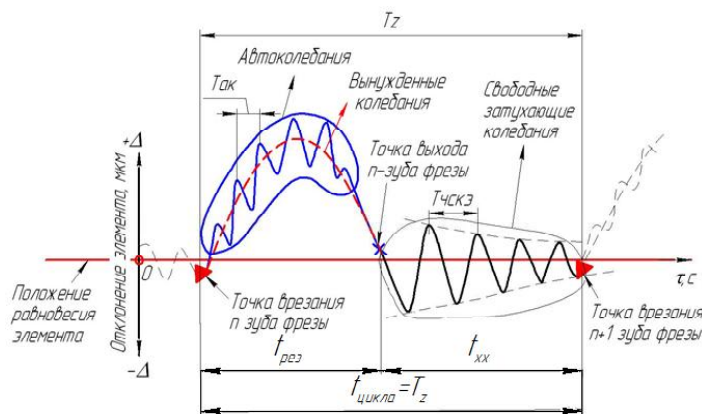 Tz
Автоколебания
Так
Вынужденные
колебания
Свободные
затухающие
колебания
Точка выхода
n-зуба фрезы
Тчскэ
+Δ
Отклонение элемента, мкм
-Δ
0
τ,с
Положение
равновесия
элемента
Точка врезания
n зуба фрезы
Точка врезания
n+1 зуба фрезы
tрез
tхх
tцикла=Tz